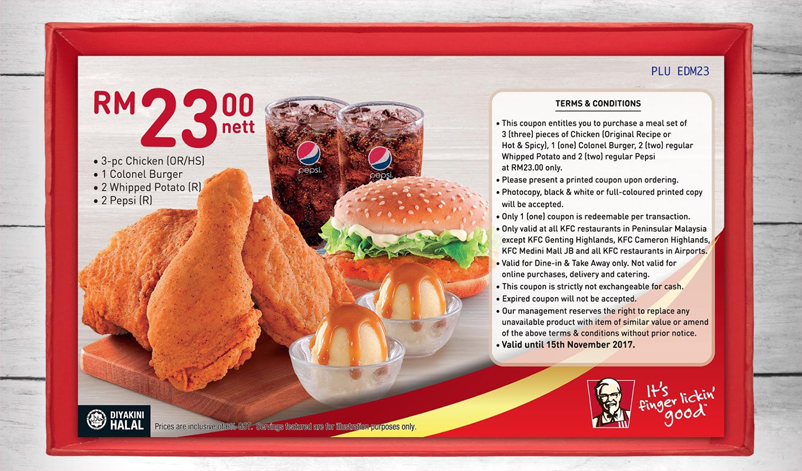 PLU EDM23
RM 23 00
nett
• 3-pc Chicken (OR/HS)
• 1 Colonel Burger
• 2 Whipped Potato (R)
• 2 Pepsi (R)
pepsi
pepsi
TERMS & CONDITIONS
• This coupon entitles you to purchase a meal set of
3 (three) pieces of Chicken (Original Recipe or
Hot & Spicy), 1 (one) Colonel Burger, 2 (two) regular
Whipped Potato and 2 (two) regular Pepsi
at RM23.00 only.
• Please present a printed coupon upon ordering.
• Photocopy, black & white or full-coloured printed copy
will be accepted.
• Only 1 (one) coupon is redeemable per transaction.
• Only valid at all KFC restaurants in Peninsular Malaysia
except KFC Genting Highlands, KFC Cameron Highlands,
KFC Medini Mall JB and all KFC restaurants in Airports.
• Valid for Dine-in & Take Away only. Not valid for
online purchases, delivery and catering.
• This coupon is strictly not exchangeable for cash.
• Expired coupon will not be accepted.
• Our management reserves the right to replace any
unavailable product with item of similar value or amend
of the above terms & conditions without prior notice.
• Valid until 15th November 2017.
KFC
It's
finger lickin'
good
DIYAKINI
HALAL
Prices are inclusive of GST. Servings featured are for illustration purposes only.